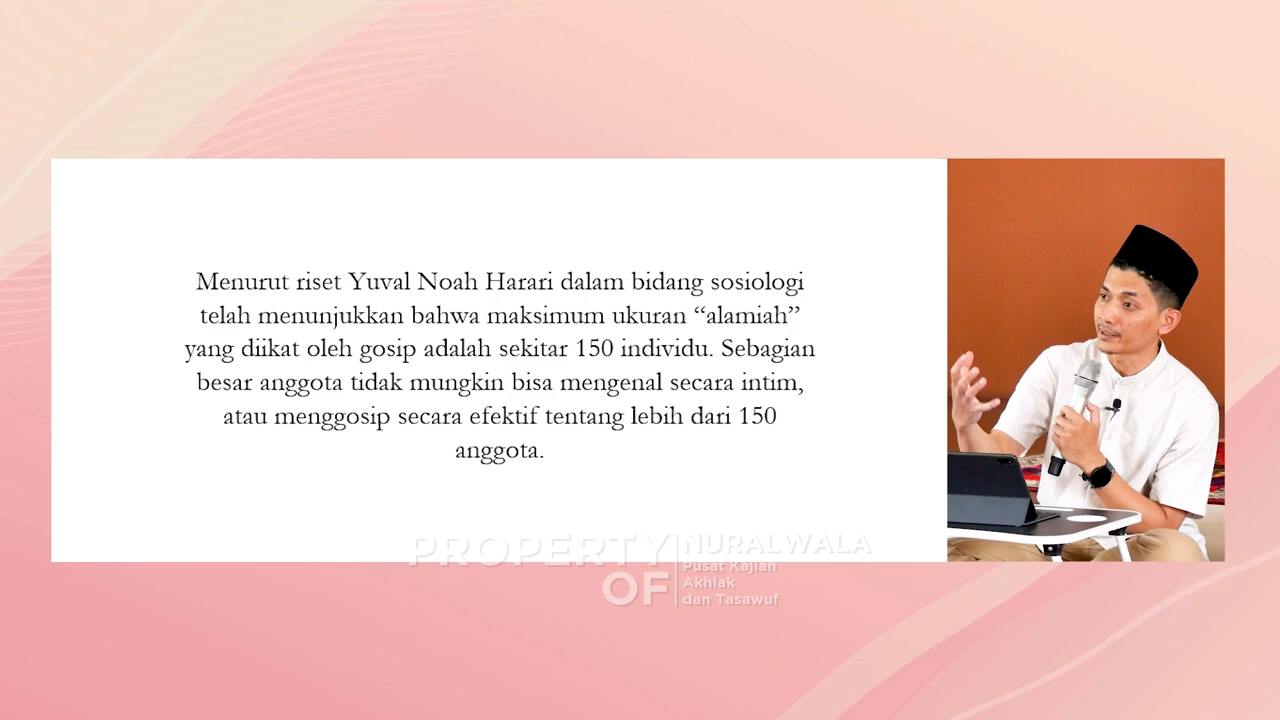 Menurut riset Yuval Noah Harari dalam bidang sosiologi
telah menunjukkan bahwa maksimum ukuran “alamiah”
yang diikat oleh gosip adalah sekitar 150 individu. Sebagian
besar anggota tidak mungkin bisa mengenal secara intim,
atau menggosip secara efektif tentang lebih dari 150
anggota.
PROPERTY
OF
NURALWALA
Pusat Kajian
Akhlak
dan Tasawuf